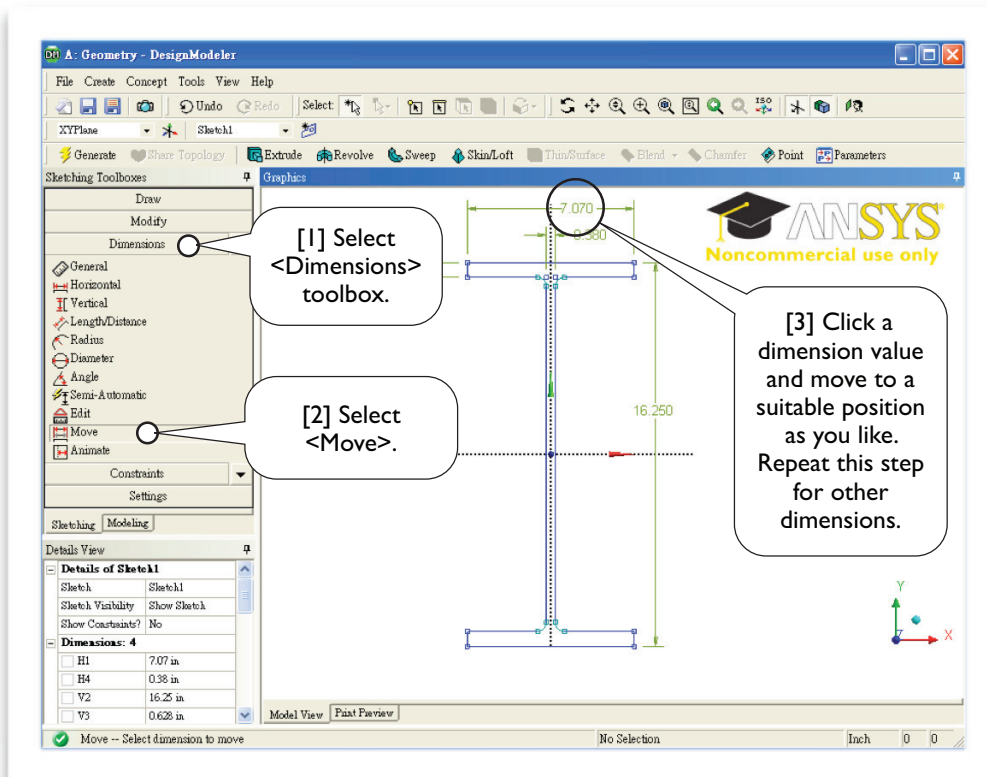 A: Geometry - DesignModeler
File Create Concept Tools View Help
Undo Redo Select: ISO
XYPlane Sketch1
Generate Share Topology Extrude Revolve Sweep Skin/Loft Thin/Surface Blend Chamfer Point Parameters
Sketching Toolboxes
Draw
Modify
Dimensions
General
Horizontal
Vertical
Length/Distance
Radius
Diameter
Angle
Semi-Automatic
Edit
Move
Animate
Constraints
Settings
Sketching Modeling
Details View
Details of Sketch1
Sketch Sketch1
Sketch Visibility Show Sketch
Show Constraints? No
Dimensions: 4
H1 7.07 in
H4 0.38 in
V2 16.25 in
V3 0.628 in
Graphics
7.070
0.380
16.250
ANSYS
Noncommercial use only
[1] Select
<Dimensions>
toolbox.
[2] Select
<Move>.
[3] Click a
dimension value
and move to a
suitable position
as you like.
Repeat this step
for other
dimensions.
Y
Z
X
Model View Print Preview
Move -- Select dimension to move No Selection Inch 0 0